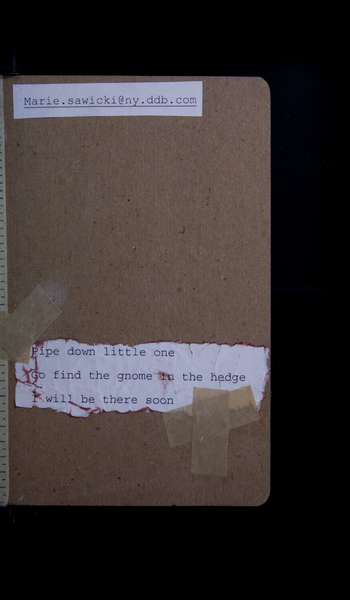 Marie.sawicki@ny.ddb.com
Pipe down little one
Go find the gnome in the hedge
I will be there soon